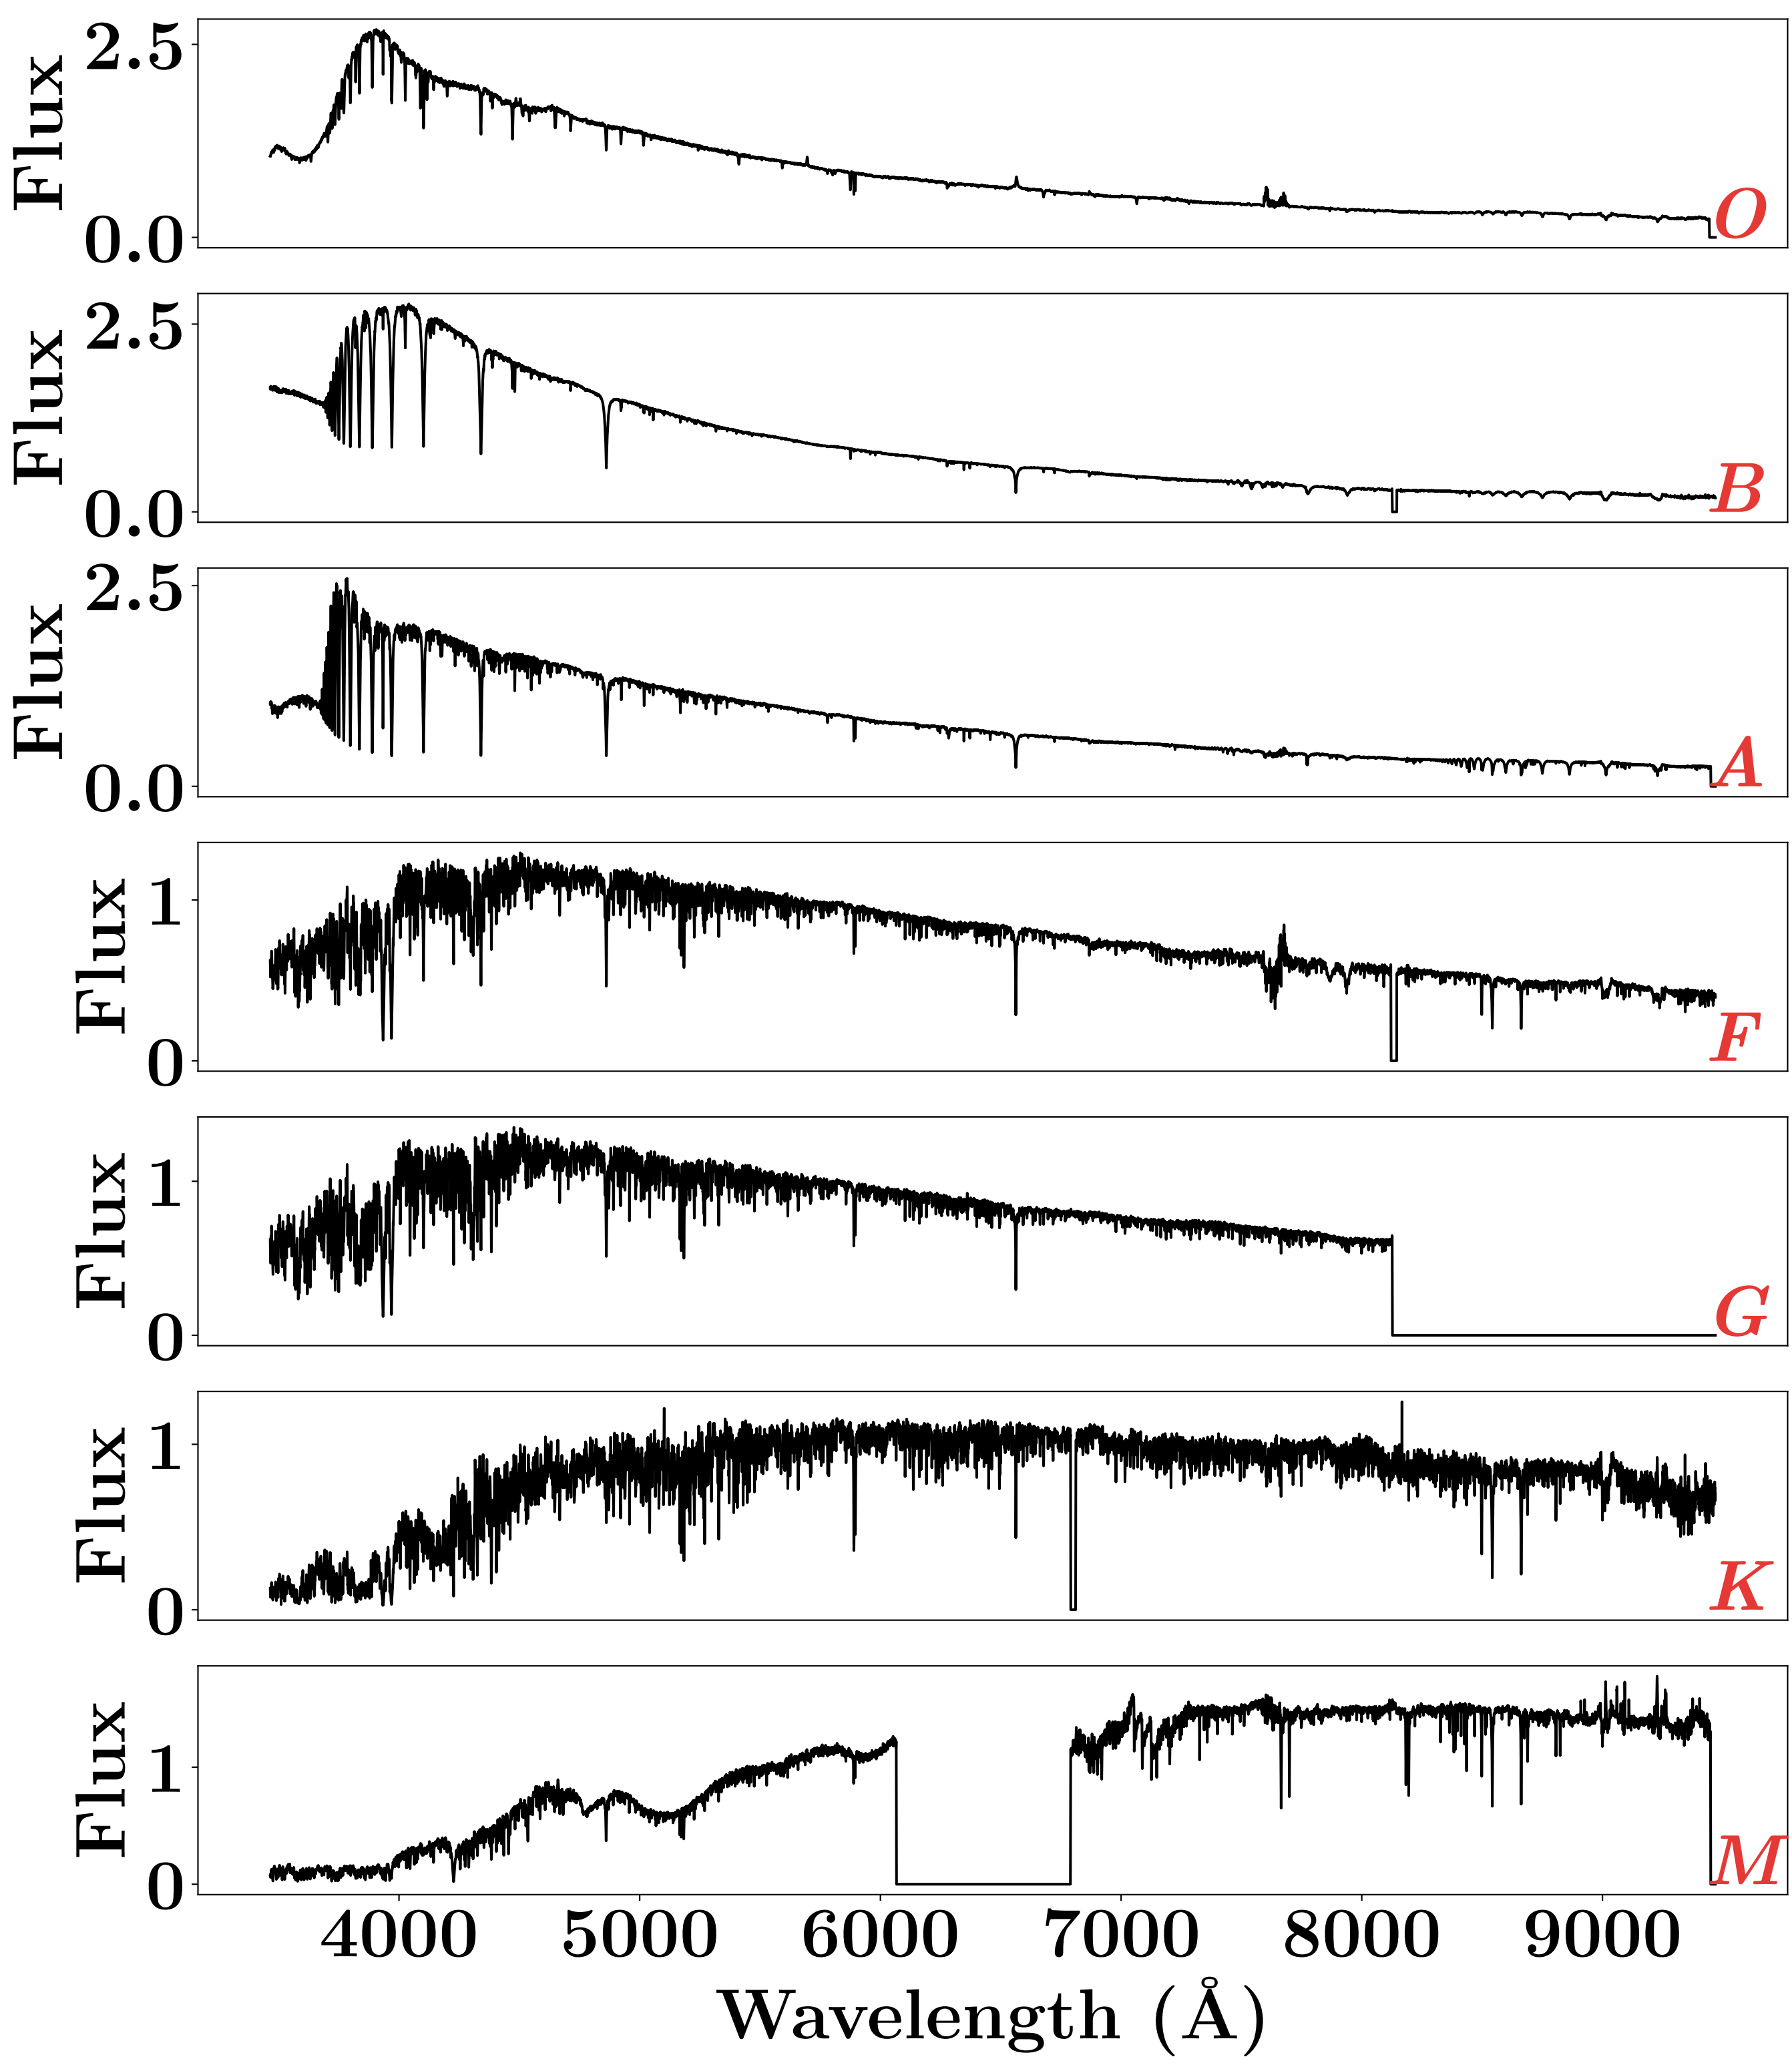 Flux 2.5 0.0 O
Flux 2.5 0.0 B
Flux 2.5 0.0 A
Flux 1 0 F
Flux 1 0 G
Flux 1 0 K
Flux 1 0 M
4000 5000 6000 7000 8000 9000
Wavelength (Å)